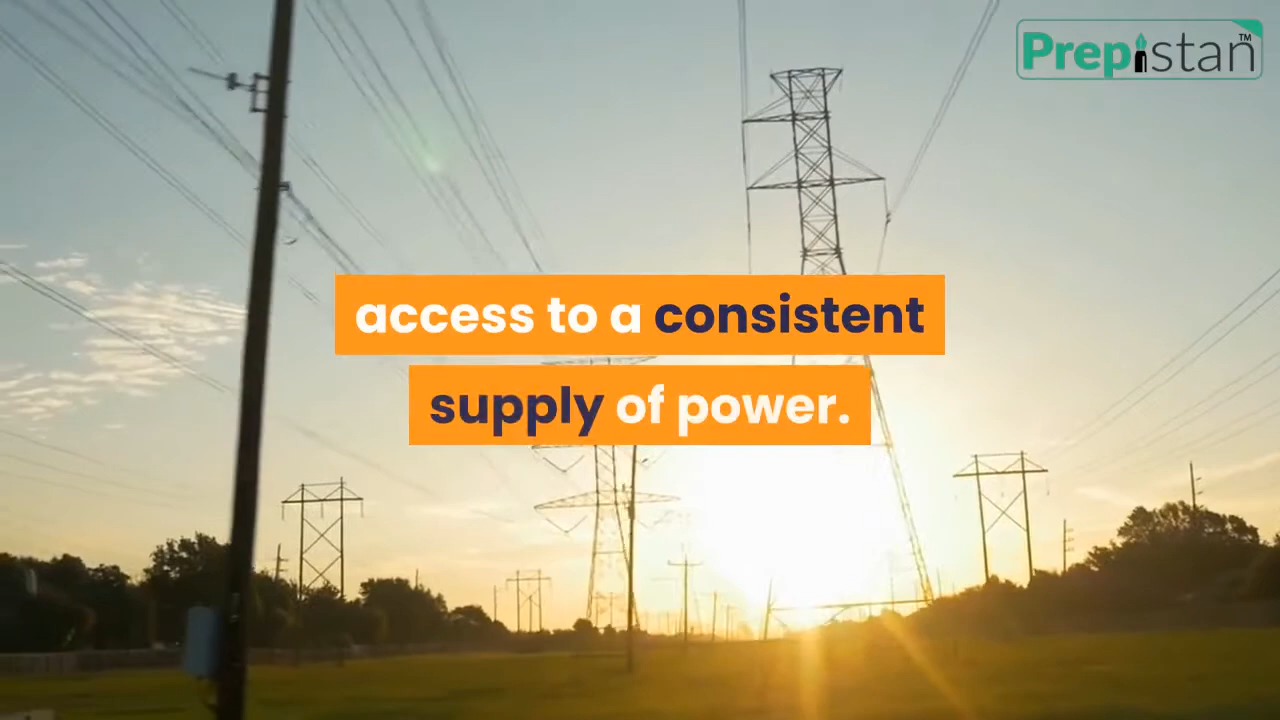 Prepistan™
access to a consistent
supply of power.